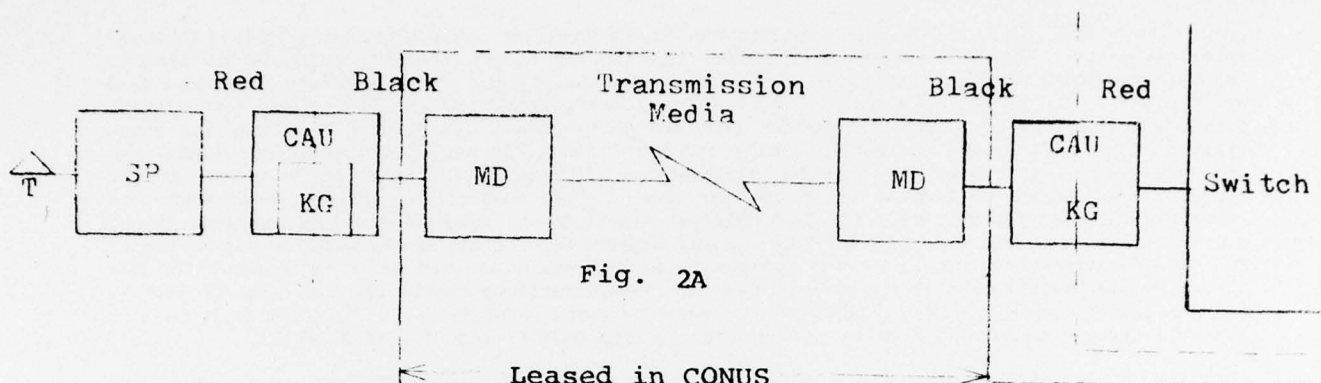 Red Black Transmission Media Black Red
T SP CAU KG MD MD CAU KG Switch
Fig. 2A
Leased in CONUS